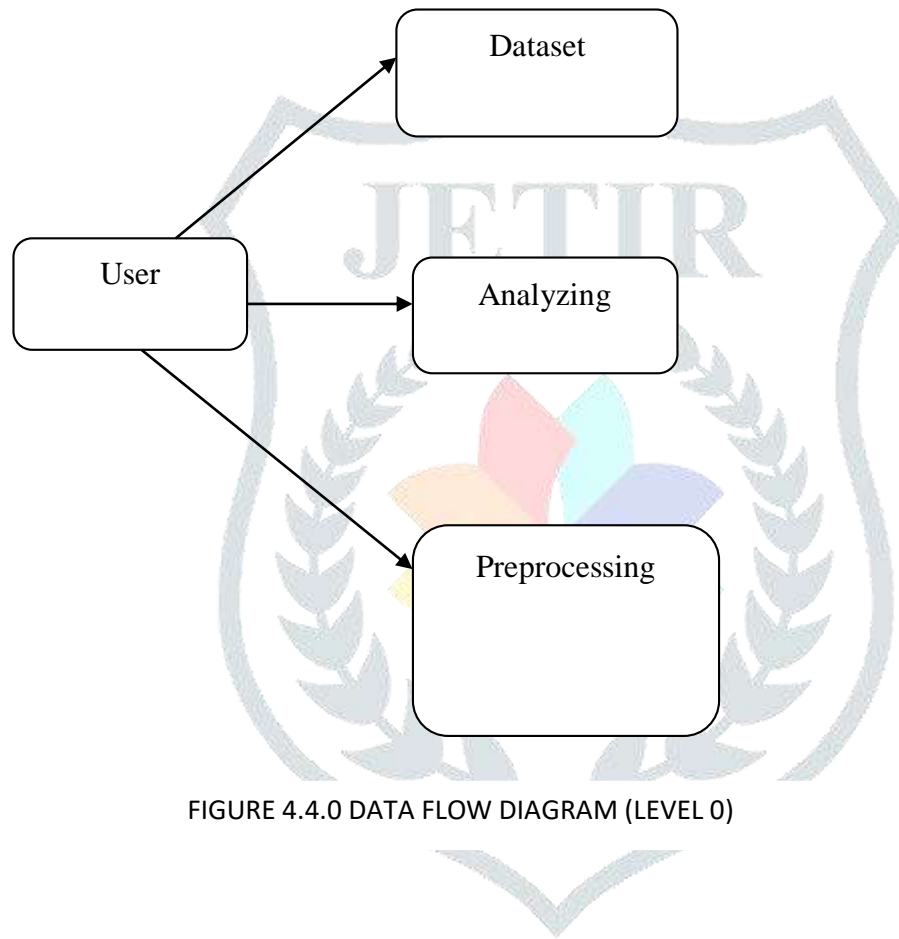 Dataset
JETIR
User
Analyzing
Preprocessing
FIGURE 4.4.0 DATA FLOW DIAGRAM (LEVEL 0)